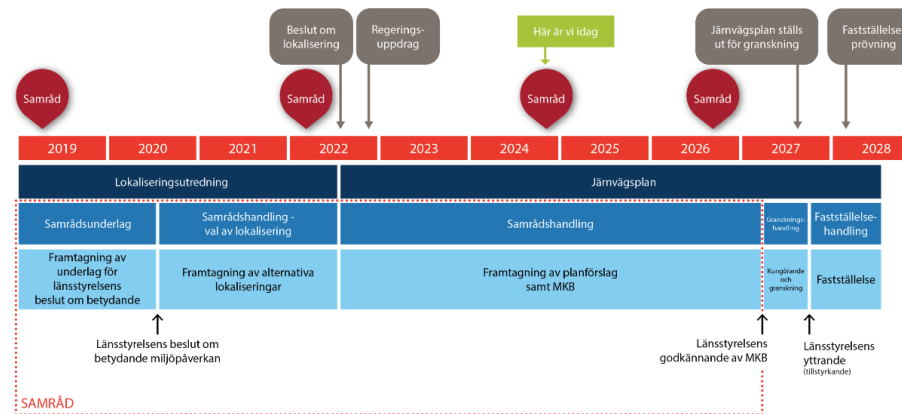 Beslut om
lokalisering
Regerings-
uppdrag
Här är vi idag
Järnvägsplan ställs
ut för granskning
Fastställelse-
prövning
Samråd
Samråd
Samråd
Samråd
2019
2020
2021
2022
2023
2024
2025
2026
2027
2028
Lokaliseringsutredning
Järnvägsplan
Samrådsunderlag
Samrådshandling -
val av lokalisering
Samrådshandling
Gransknings-
handling
Fastställelse-
handling
Framtagning av
underlag för
länsstyrelsens
beslut om betydande
Framtagning av alternativa
lokaliseringar
Framtagning av planförslag
samt MKB
Kungörande
och
granskning
Fastställelse
Länsstyrelsens beslut om
betydande miljöpåverkan
Länsstyrelsens
godkännande av MKB
Länsstyrelsens
yttrande
(tillstyrkande)
SAMRÅD